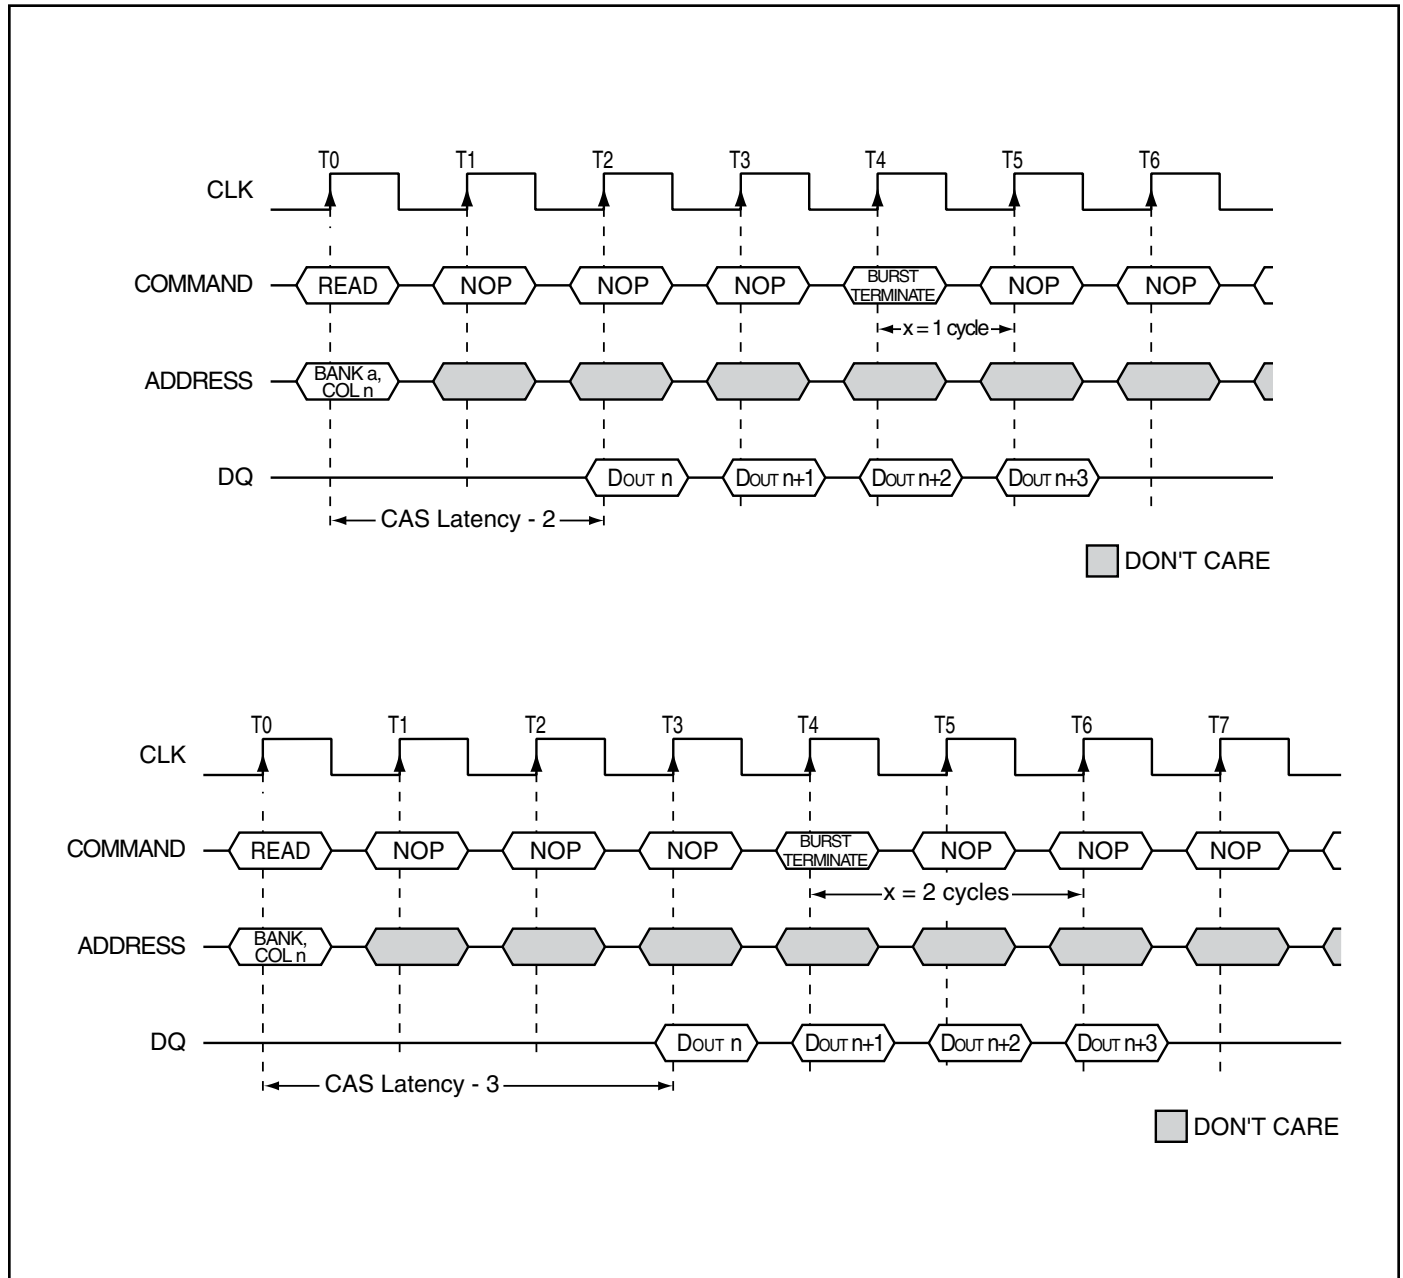 T0 T1 T2 T3 T4 T5 T6
CLK
COMMAND READ NOP NOP NOP BURST TERMINATE NOP NOP
x = 1 cycle
ADDRESS BANK a, COL n
DQ DOUT n DOUT n+1 DOUT n+2 DOUT n+3
CAS Latency - 2
DON'T CARE
T0 T1 T2 T3 T4 T5 T6 T7
CLK
COMMAND READ NOP NOP NOP BURST TERMINATE NOP NOP NOP
x = 2 cycles
ADDRESS BANK, COL n
DQ DOUT n DOUT n+1 DOUT n+2 DOUT n+3
CAS Latency - 3
DON'T CARE